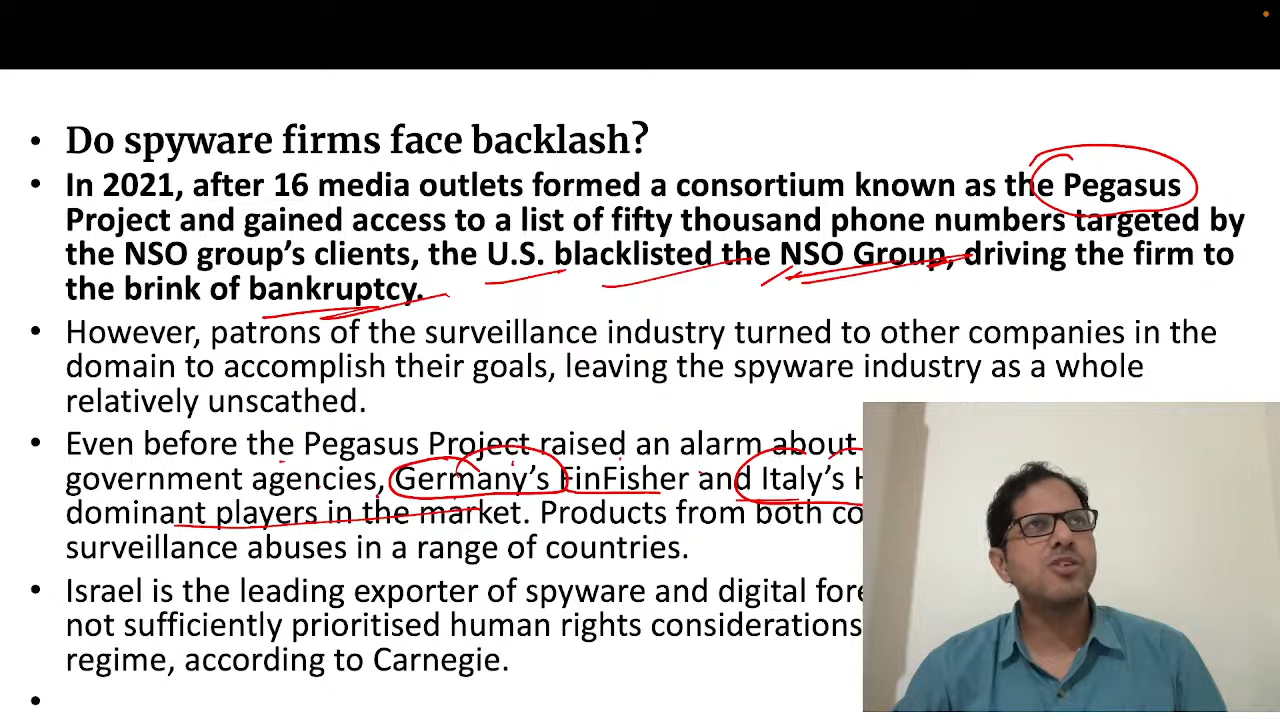 • Do spyware firms face backlash?
• In 2021, after 16 media outlets formed a consortium known as the Pegasus
Project and gained access to a list of fifty thousand phone numbers targeted by
the NSO group's clients, the U.S. blacklisted the NSO Group, driving the firm to
the brink of bankruptcy.
• However, patrons of the surveillance industry turned to other companies in the
domain to accomplish their goals, leaving the spyware industry as a whole
relatively unscathed.
• Even before the Pegasus Project raised an alarm about
government agencies, Germany's FinFisher and Italy's H
dominant players in the market. Products from both co
surveillance abuses in a range of countries.
• Israel is the leading exporter of spyware and digital fore
not sufficiently prioritised human rights considerations
regime, according to Carnegie.
•